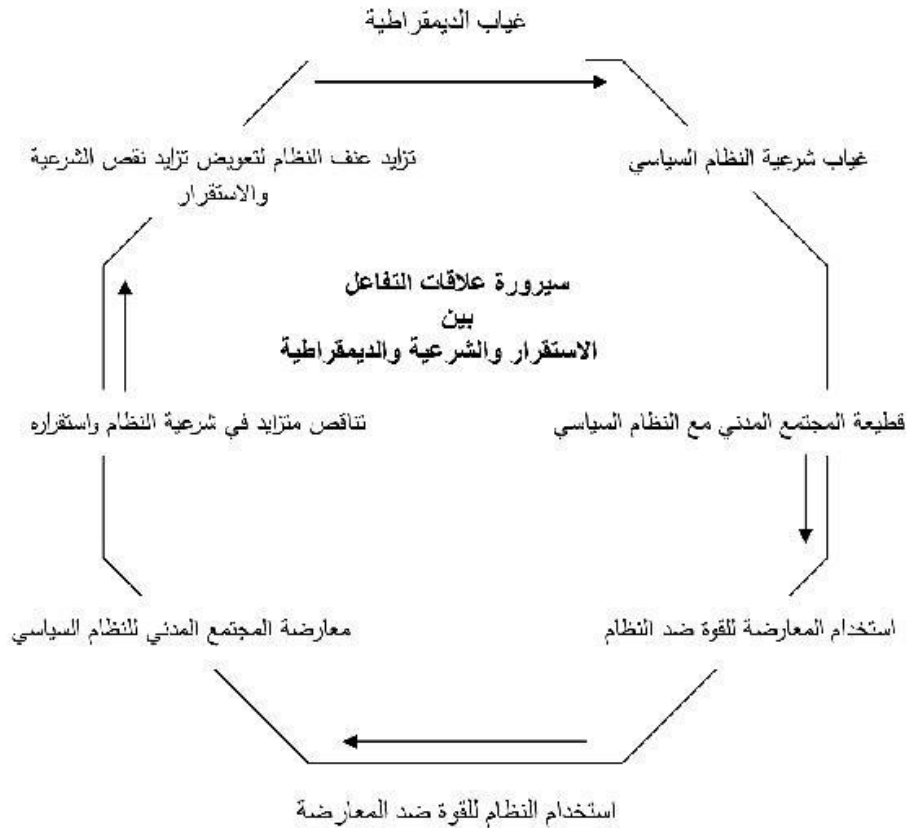 غياب الديمقراطية
غياب شرعية النظام السياسي
تزايد عنف النظام لتعويض تزايد نقص الشرعية
والاستقرار
سيرورة علاقات التفاعل
بين
الاستقرار والشرعية والديمقراطية
قطيعة المجتمع المدني مع النظام السياسي
تناقص متزايد في شرعية النظام واستقراره
استخدام المعارضة للقوة ضد النظام
معارضة المجتمع المدني للنظام السياسي
استخدام النظام للقوة ضد المعارضة